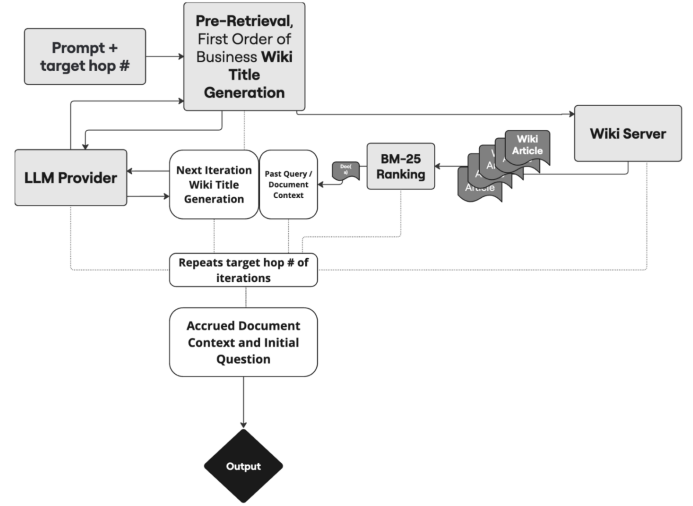 Prompt +
target hop #
Pre-Retrieval,
First Order of
Business Wiki
Title
Generation
Wiki Server
LLM Provider
Next Iteration
Wiki Title
Generation
Past Query /
Document
Context
Doc(
s)
BM-25
Ranking
Wiki
Article
W
A
A
A
Article
Repeats target hop # of
iterations
Accrued Document
Context and Initial
Question
Output